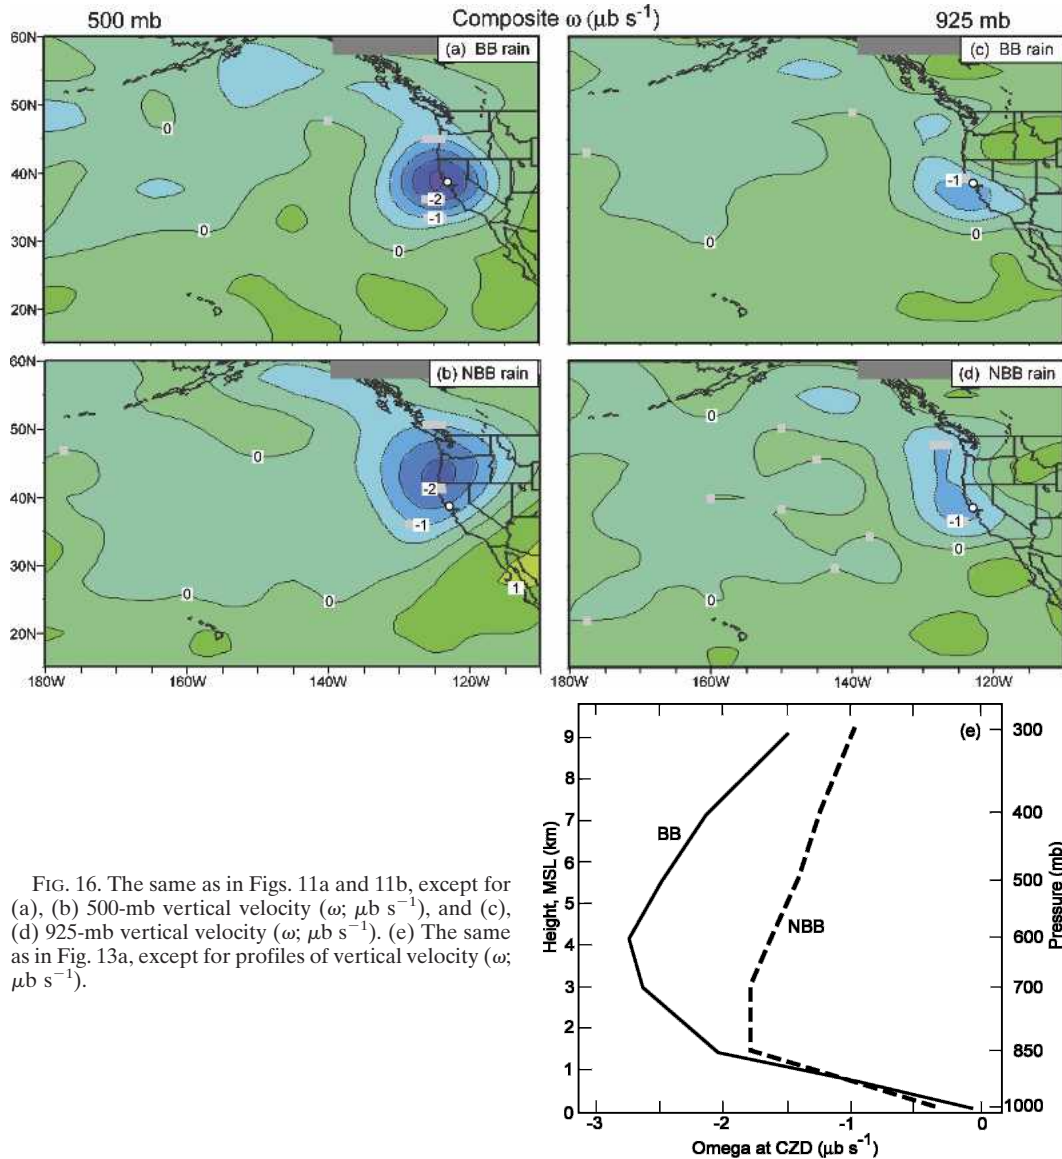 500 mb Composite ω (μb s⁻¹) 925 mb
60N (a) BB rain (c) BB rain
50N
0 0
40N
-2 -1
-1
30N 0 0 0 0
20N
60N (b) NBB rain (d) NBB rain
0
50N
0
40N
-2
-1 -1
0
30N
1
0 0 0
20N
180W 160W 140W 120W 180W 160W 140W 120W
(e)
9 300
8
7 400
BB
6
5 500
NBB
4 600
3 700
2
850
1
0 1000
-3 -2 -1 0
Height, MSL (km)
Pressure (mb)
Omega at CZD (μb s⁻¹)
FIG. 16. The same as in Figs. 11a and 11b, except for
(a), (b) 500-mb vertical velocity (ω; μb s⁻¹), and (c),
(d) 925-mb vertical velocity (ω; μb s⁻¹). (e) The same
as in Fig. 13a, except for profiles of vertical velocity (ω;
μb s⁻¹).